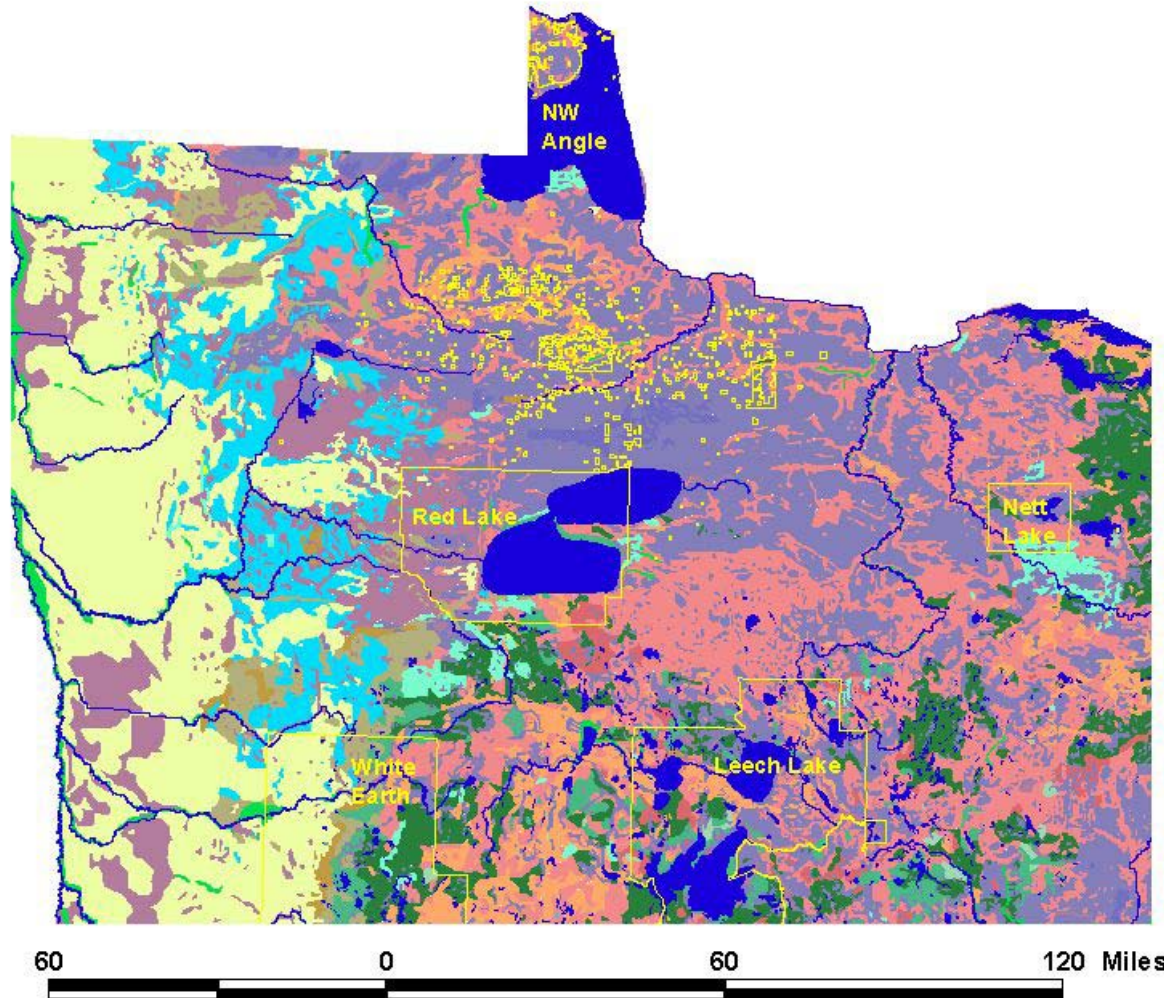 NW
Angle
Red Lake
Nett
Lake
White
Earth
Leech Lake
60 0 60 120 Miles